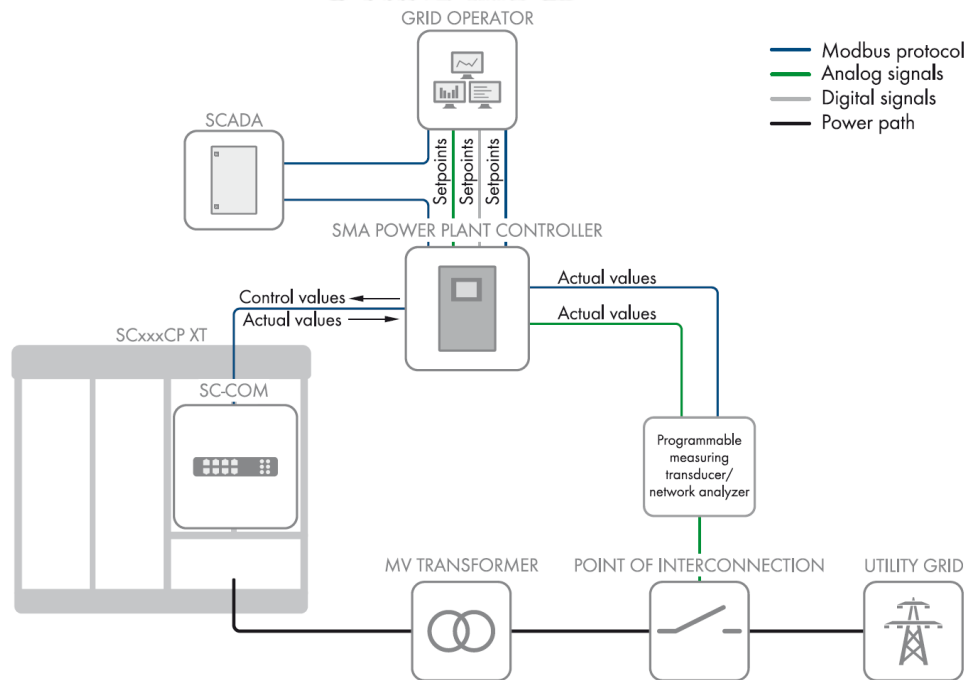 GRID OPERATOR
Modbus protocol
Analog signals
Digital signals
Power path
SCADA
Setpoints
Setpoints
Setpoints
SMA POWER PLANT CONTROLLER
Control values
Actual values
Actual values
Actual values
SCxxxCP XT
SC-COM
Programmable
measuring
transducer/
network analyzer
MV TRANSFORMER
POINT OF INTERCONNECTION
UTILITY GRID